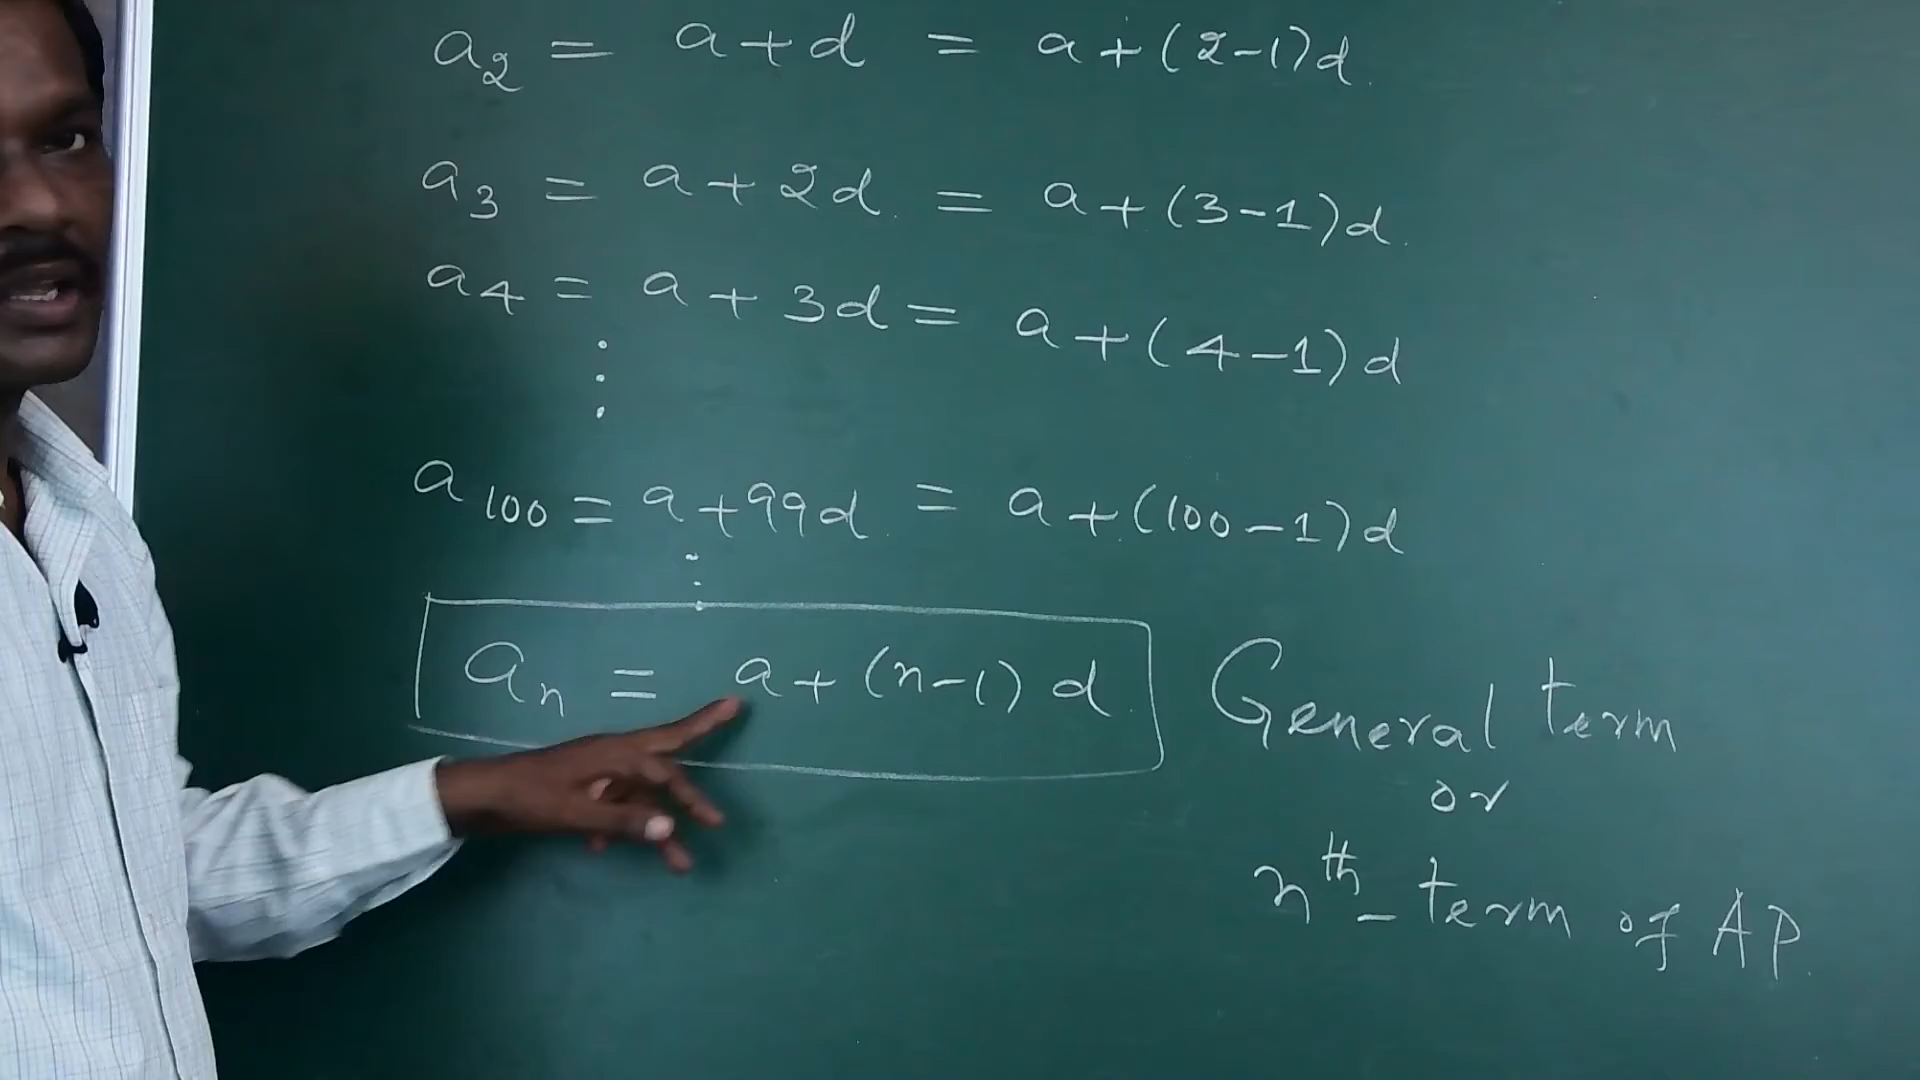 a₂ = a+d = a+(2-1)d.
a₃ = a+2d. = a+(3-1)d.
a₄ = a+3d = a+(4-1)d
⋮
a₁₀₀ = a+99d. = a+(100-1)d
⋮
aₙ = a+(n-1)d. General term
or
nᵗʰ- term of AP.